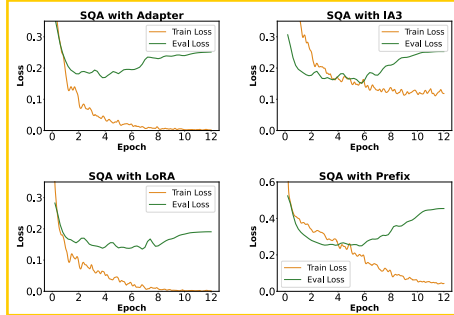 SQA with Adapter
Loss
0.3
0.2
0.1
0.0
Train Loss
Eval Loss
0 2 4 6 8 10 12
Epoch
SQA with IA3
Loss
0.3
0.2
0.1
0.0
Train Loss
Eval Loss
0 2 4 6 8 10 12
Epoch
SQA with LoRA
Loss
0.3
0.2
0.1
0.0
Train Loss
Eval Loss
0 2 4 6 8 10 12
Epoch
SQA with Prefix
Loss
0.6
0.4
0.2
0.0
Train Loss
Eval Loss
0 2 4 6 8 10 12
Epoch